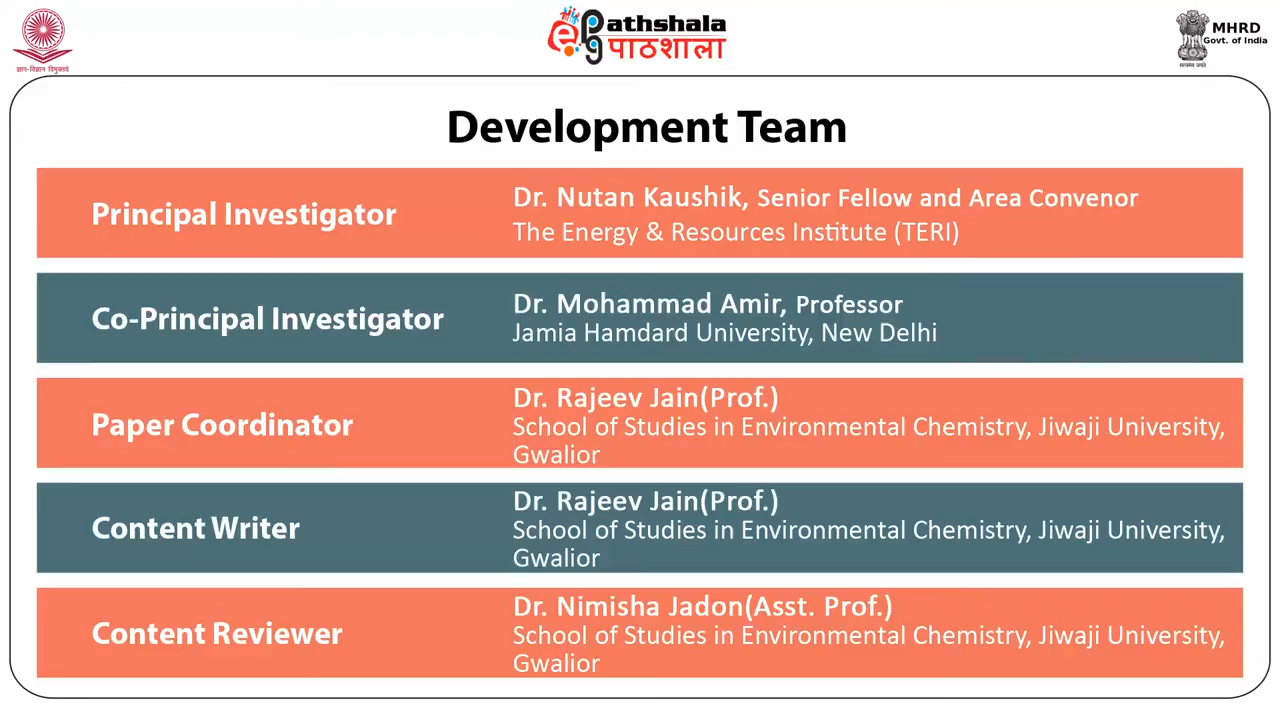 ज्ञान-विज्ञान विमुक्तये
Pathshala
पाठशाला
MHRD
Govt. of India
सत्यमेव जयते
Development Team
Principal Investigator
Dr. Nutan Kaushik, Senior Fellow and Area Convenor
The Energy & Resources Institute (TERI)
Co-Principal Investigator
Dr. Mohammad Amir, Professor
Jamia Hamdard University, New Delhi
Paper Coordinator
Dr. Rajeev Jain(Prof.)
School of Studies in Environmental Chemistry, Jiwaji University,
Gwalior
Content Writer
Dr. Rajeev Jain(Prof.)
School of Studies in Environmental Chemistry, Jiwaji University,
Gwalior
Content Reviewer
Dr. Nimisha Jadon(Asst. Prof.)
School of Studies in Environmental Chemistry, Jiwaji University,
Gwalior